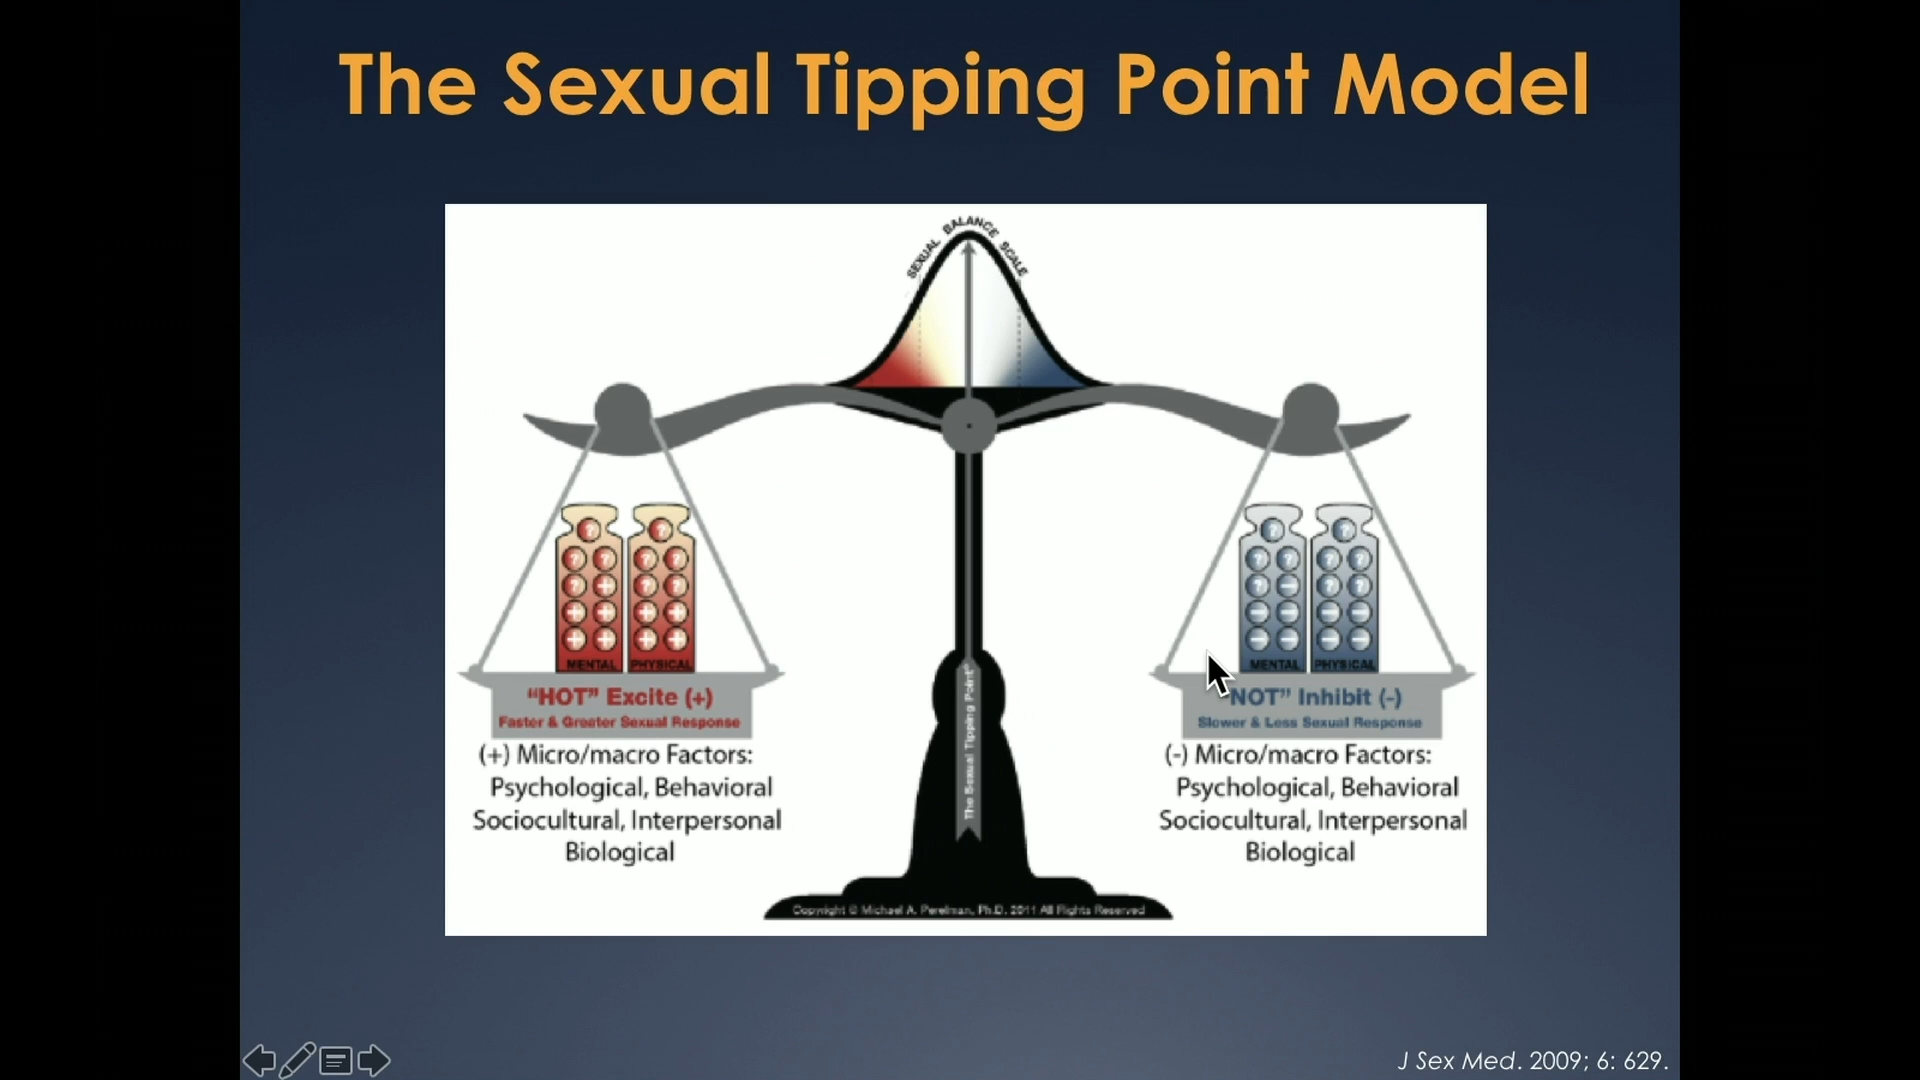 The Sexual Tipping Point Model
SEXUAL BALANCE SCALE
MENTAL PHYSICAL
MENTAL PHYSICAL
"HOT" Excite (+)
Faster & Greater Sexual Response
(+) Micro/macro Factors:
Psychological, Behavioral
Sociocultural, Interpersonal
Biological
NOT" Inhibit (-)
Slower & Less Sexual Response
(-) Micro/macro Factors:
Psychological, Behavioral
Sociocultural, Interpersonal
Biological
The Sexual Tipping Point®
Copyright © Michael A. Perelman, Ph.D. 2011 All Rights Reserved
J Sex Med. 2009; 6: 629.